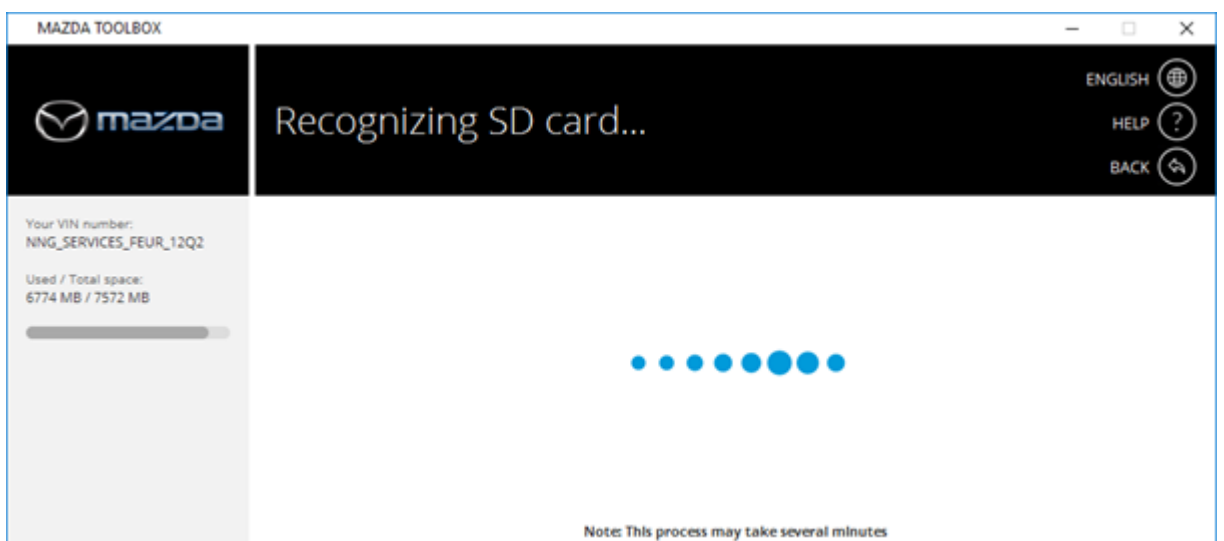 MAZDA TOOLBOX
mazda
Recognizing SD card...
ENGLISH
HELP ?
BACK
Your VIN number:
NNG_SERVICES_FEUR_12Q2
Used / Total space:
6774 MB / 7572 MB
Note: This process may take several minutes